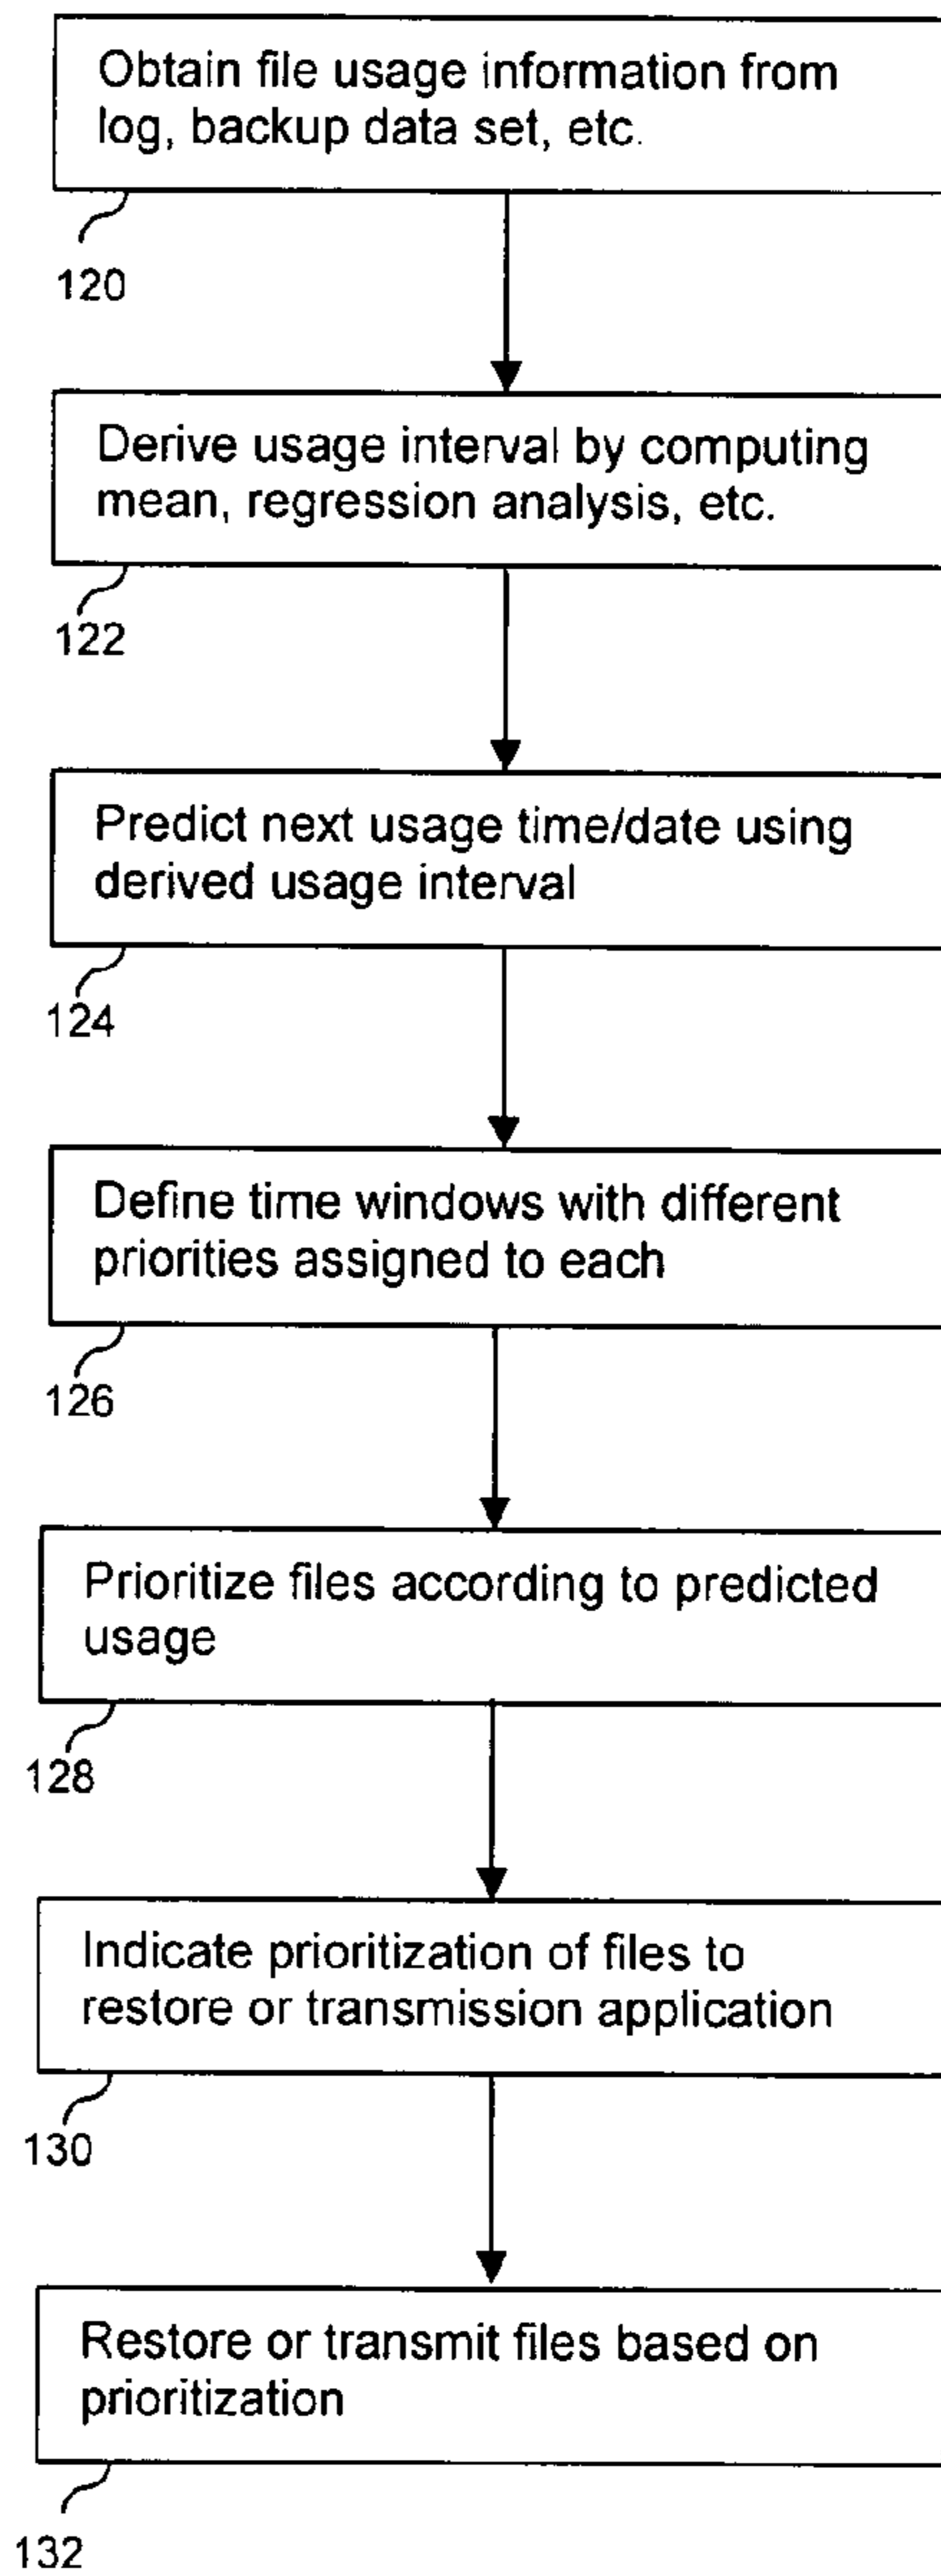 Obtain file usage information from
log, backup data set, etc.
120
Derive usage interval by computing
mean, regression analysis, etc.
122
Predict next usage time/date using
derived usage interval
124
Define time windows with different
priorities assigned to each
126
Prioritize files according to predicted
usage
128
Indicate prioritization of files to
restore or transmission application
130
Restore or transmit files based on
prioritization
132